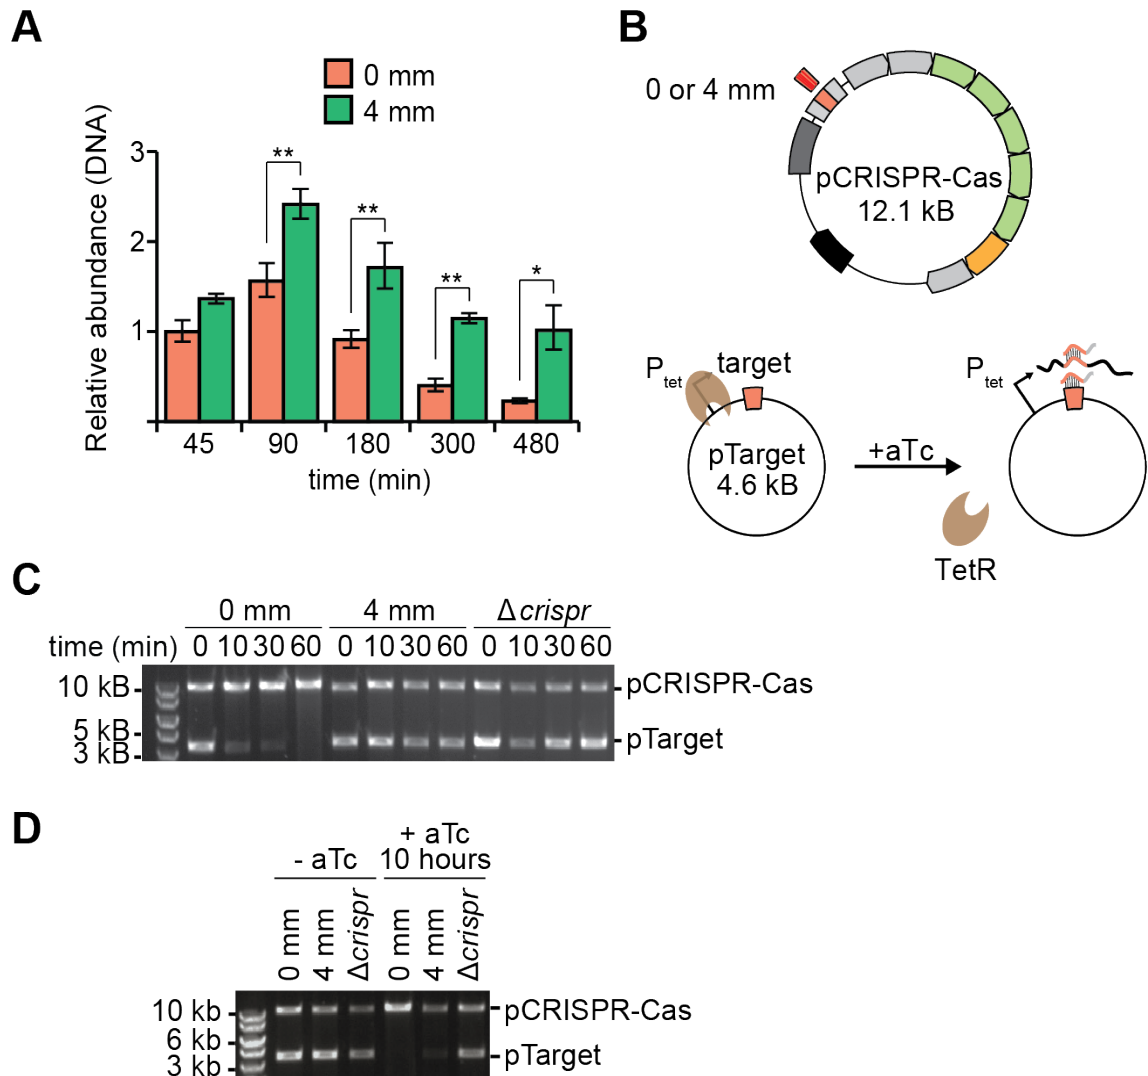 A
0 mm
4 mm
Relative abundance (DNA)
3
2
1
**
**
**
*
45 90 180 300 480
time (min)
B
0 or 4 mm
pCRISPR-Cas
12.1 kB
Ptet target
pTarget
4.6 kB
+aTc
TetR
Ptet
C
0 mm 4 mm Δcrispr
time (min) 0 10 30 60 0 10 30 60 0 10 30 60
10 kB
5 kB
3 kB
pCRISPR-Cas
pTarget
D
- aTc
+ aTc
10 hours
0 mm 4 mm Δcrispr 0 mm 4 mm Δcrispr
10 kb
6 kb
3 kb
pCRISPR-Cas
pTarget